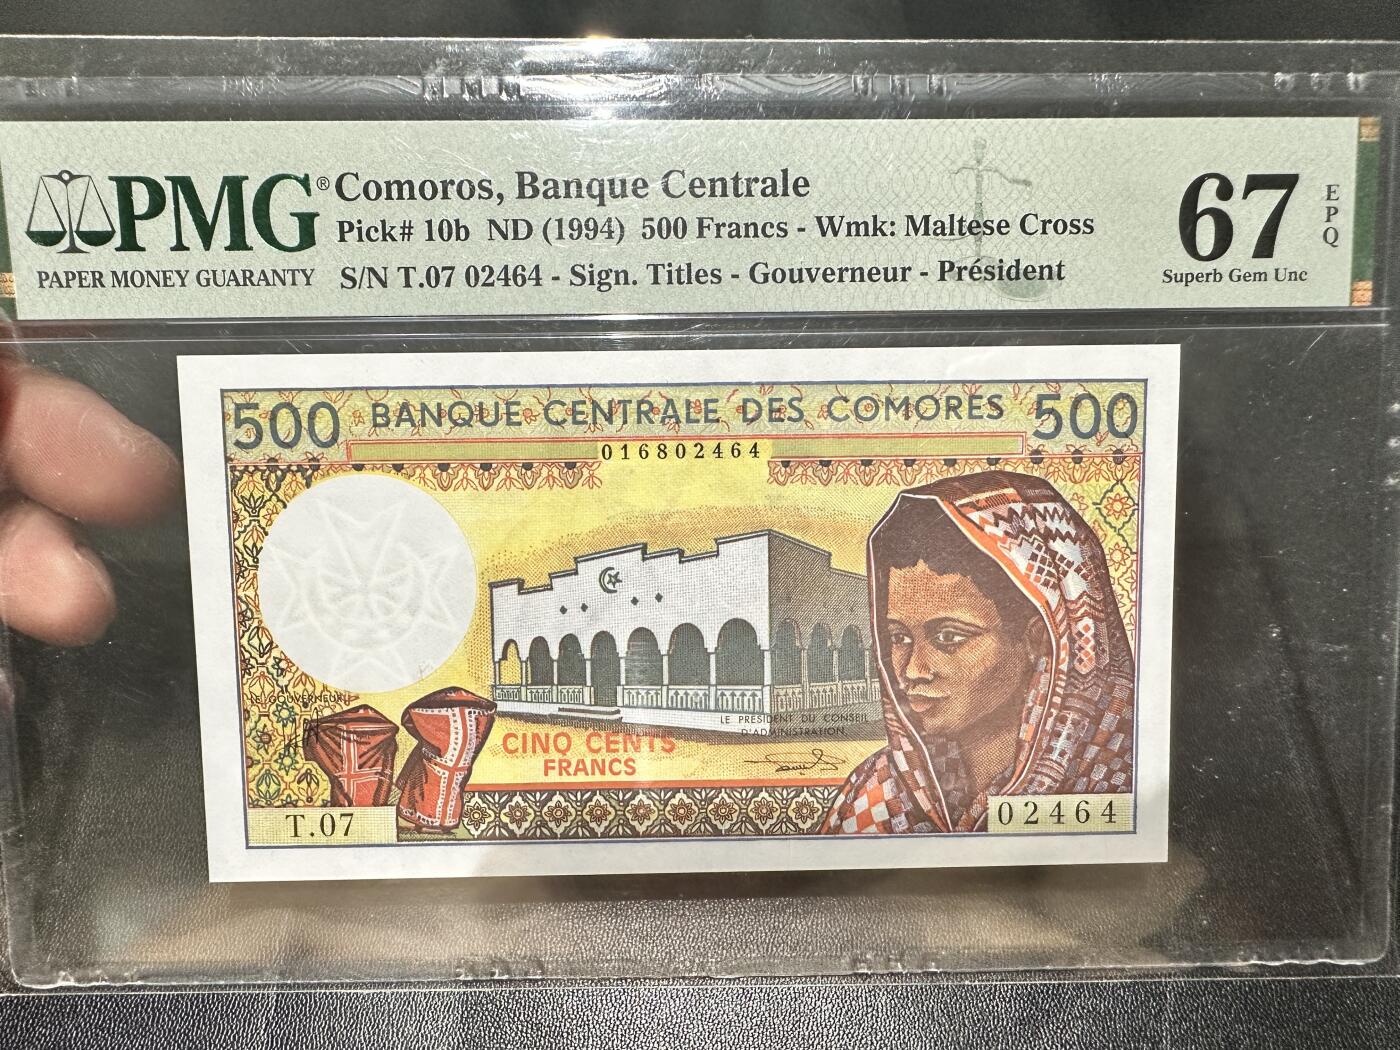 PMG®
PAPER MONEY GUARANTY
Comoros, Banque Centrale
Pick# 10b ND (1994) 500 Francs - Wmk: Maltese Cross
S/N T.07 02464 - Sign. Titles - Gouverneur - Président
67
EPQ
Superb Gem Unc
500 BANQUE CENTRALE DES COMORES 500
016802464
LE GOUVERNEUR
LE PRÉSIDENT DU CONSEIL
D'ADMINISTRATION
CINQ CENTS
FRANCS
T.07
02464